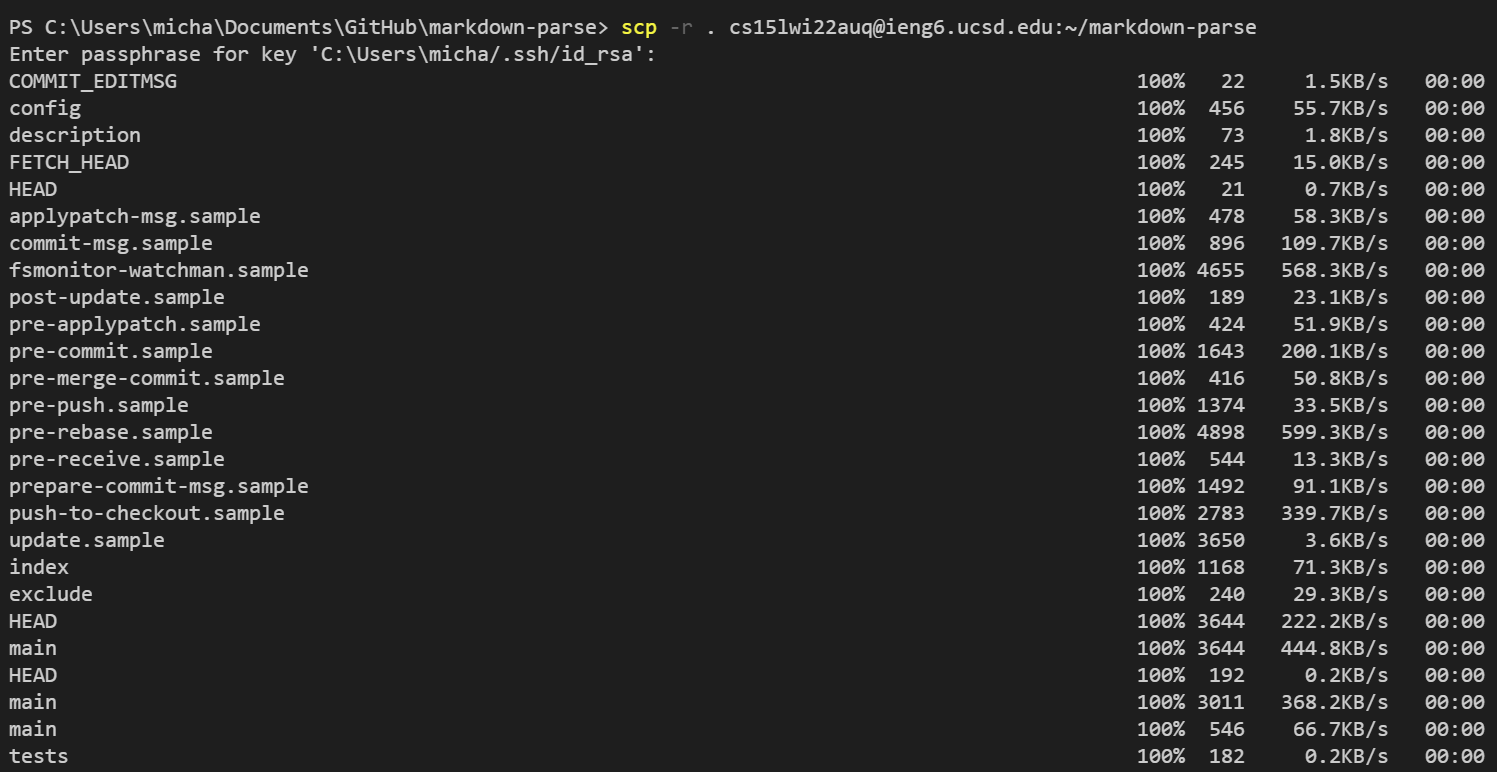 PS C:\Users\micha\Documents\GitHub\markdown-parse> scp -r . cs15lwi22auq@ieng6.ucsd.edu:~/markdown-parse
Enter passphrase for key 'C:\Users\micha/.ssh/id_rsa':
COMMIT_EDITMSG 100% 22 1.5KB/s 00:00
config 100% 456 55.7KB/s 00:00
description 100% 73 1.8KB/s 00:00
FETCH_HEAD 100% 245 15.0KB/s 00:00
HEAD 100% 21 0.7KB/s 00:00
applypatch-msg.sample 100% 478 58.3KB/s 00:00
commit-msg.sample 100% 896 109.7KB/s 00:00
fsmonitor-watchman.sample 100% 4655 568.3KB/s 00:00
post-update.sample 100% 189 23.1KB/s 00:00
pre-applypatch.sample 100% 424 51.9KB/s 00:00
pre-commit.sample 100% 1643 200.1KB/s 00:00
pre-merge-commit.sample 100% 416 50.8KB/s 00:00
pre-push.sample 100% 1374 33.5KB/s 00:00
pre-rebase.sample 100% 4898 599.3KB/s 00:00
pre-receive.sample 100% 544 13.3KB/s 00:00
prepare-commit-msg.sample 100% 1492 91.1KB/s 00:00
push-to-checkout.sample 100% 2783 339.7KB/s 00:00
update.sample 100% 3650 3.6KB/s 00:00
index 100% 1168 71.3KB/s 00:00
exclude 100% 240 29.3KB/s 00:00
HEAD 100% 3644 222.2KB/s 00:00
main 100% 3644 444.8KB/s 00:00
HEAD 100% 192 0.2KB/s 00:00
main 100% 3011 368.2KB/s 00:00
main 100% 546 66.7KB/s 00:00
tests 100% 182 0.2KB/s 00:00